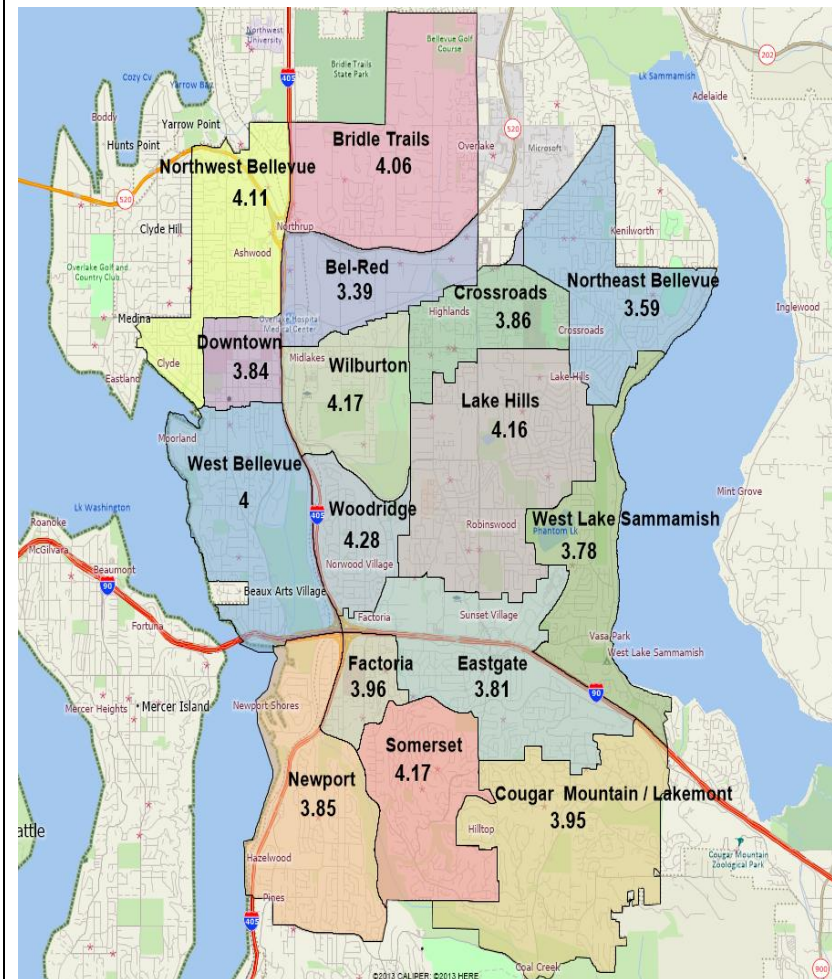 Northwest
University
Bellevue Golf
Course
405
Bridle Trails
State Park
202
Cozy Cv
Yarrow Bay
Lk Sammamish
Adelaide
Boddy
Yarrow Point
520
Hunts Point
Bridle Trails
4.06
Overlake
Microsoft
Northwest Bellevue
4.11
520
Clyde Hill
Northrup
Kenilworth
Ashwood
Overlake Golf and
Country Club
Bel-Red
3.39
Crossroads
3.86
Northeast Bellevue
3.59
Inglewood
Medina
Overlake Hospital
Medical Center
Highlands
Crossroads
Downtown
3.84
Midlakes
Wilburton
4.17
Clyde
Eastland
Lake Hills
Lake Hills
4.16
Moorland
West Bellevue
4
Lk Washington
405
Woodridge
4.28
Mint Grove
Roanoke
Robinswood
West Lake Sammamish
3.78
Phantom Lk
McGilvara
Norwood Village
Beaumont
90
Beaux Arts Village
Fortuna
Factoria
Sunset Village
Vasa Park
West Lake Sammamish
Factoria
3.96
Eastgate
3.81
90
Mercer Heights
Mercer Island
Newport Shores
Somerset
4.17
Newport
3.85
Cougar Mountain / Lakemont
3.95
Hilltop
attle
Hazelwood
Cougar Mountain
Zoological Park
Pines
405
Coal Creek
900
©2013 CALIPER; ©2013 HERE